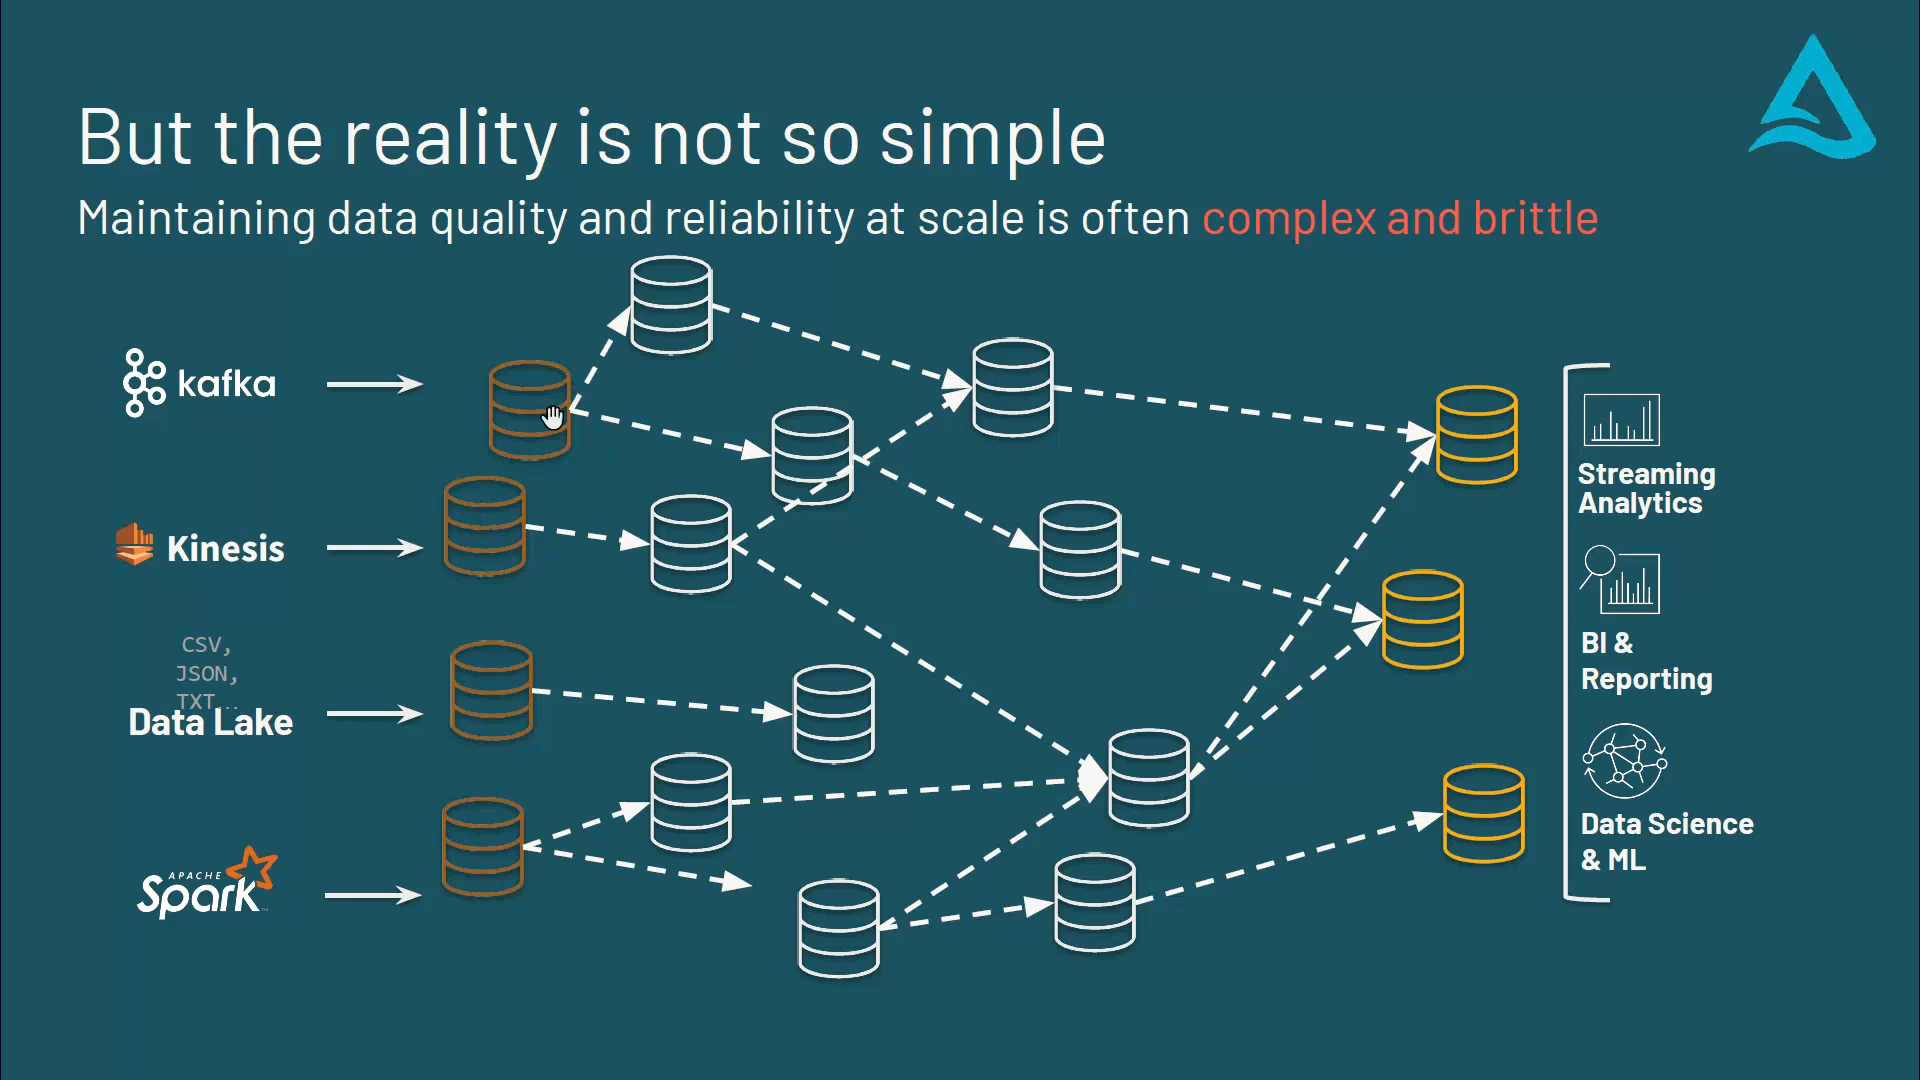 But the reality is not so simple
Maintaining data quality and reliability at scale is often complex and brittle
kafka
Kinesis
CSV,
JSON,
TXT...
Data Lake
APACHE
Spark
Streaming
Analytics
BI &
Reporting
Data Science
& ML